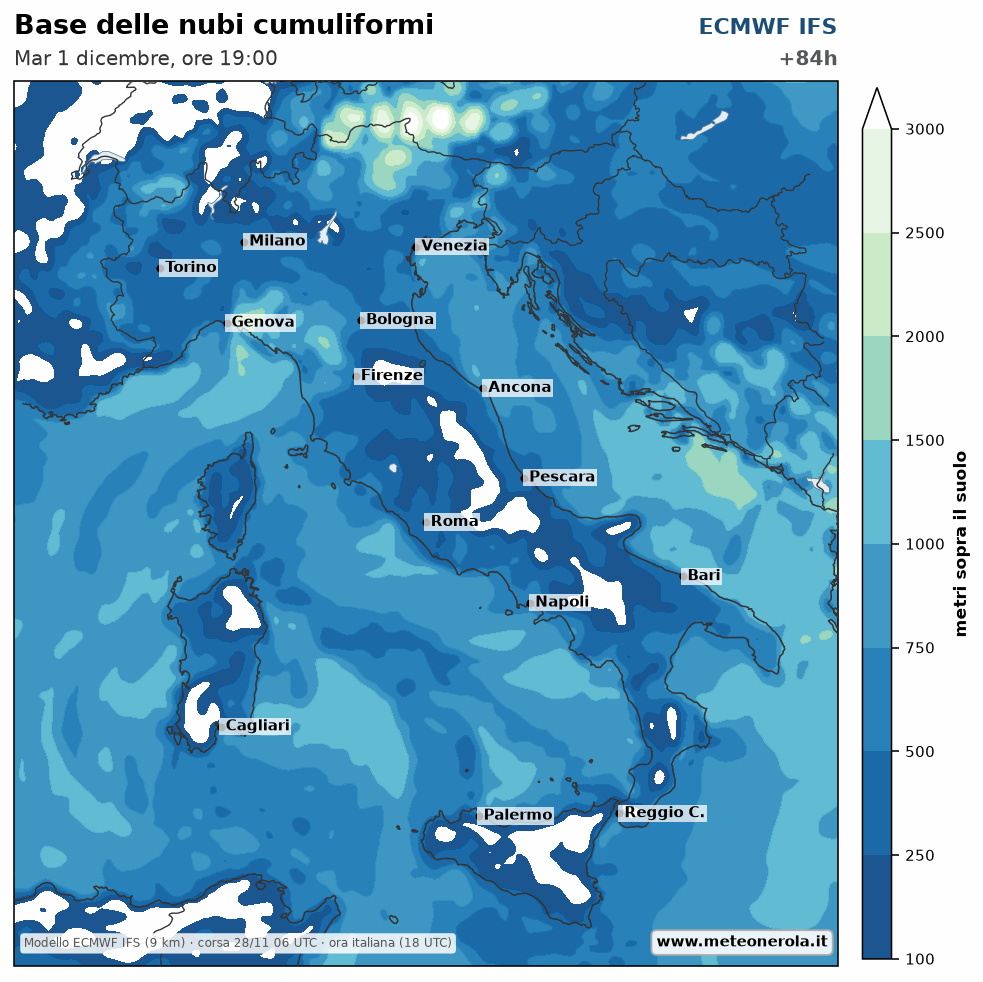 Base delle nubi cumuliformi
ECMWF IFS
Mar 1 dicembre, ore 19:00
+84h
Milano
Venezia
Torino
Genova
Bologna
Firenze
Ancona
Pescara
Roma
Bari
Napoli
Cagliari
Palermo
Reggio C.
3000
2500
2000
1500
1000
750
500
250
100
metri sopra il suolo
Modello ECMWF IFS (9 km) · corsa 28/11 06 UTC · ora italiana (18 UTC)
www.meteonerola.it